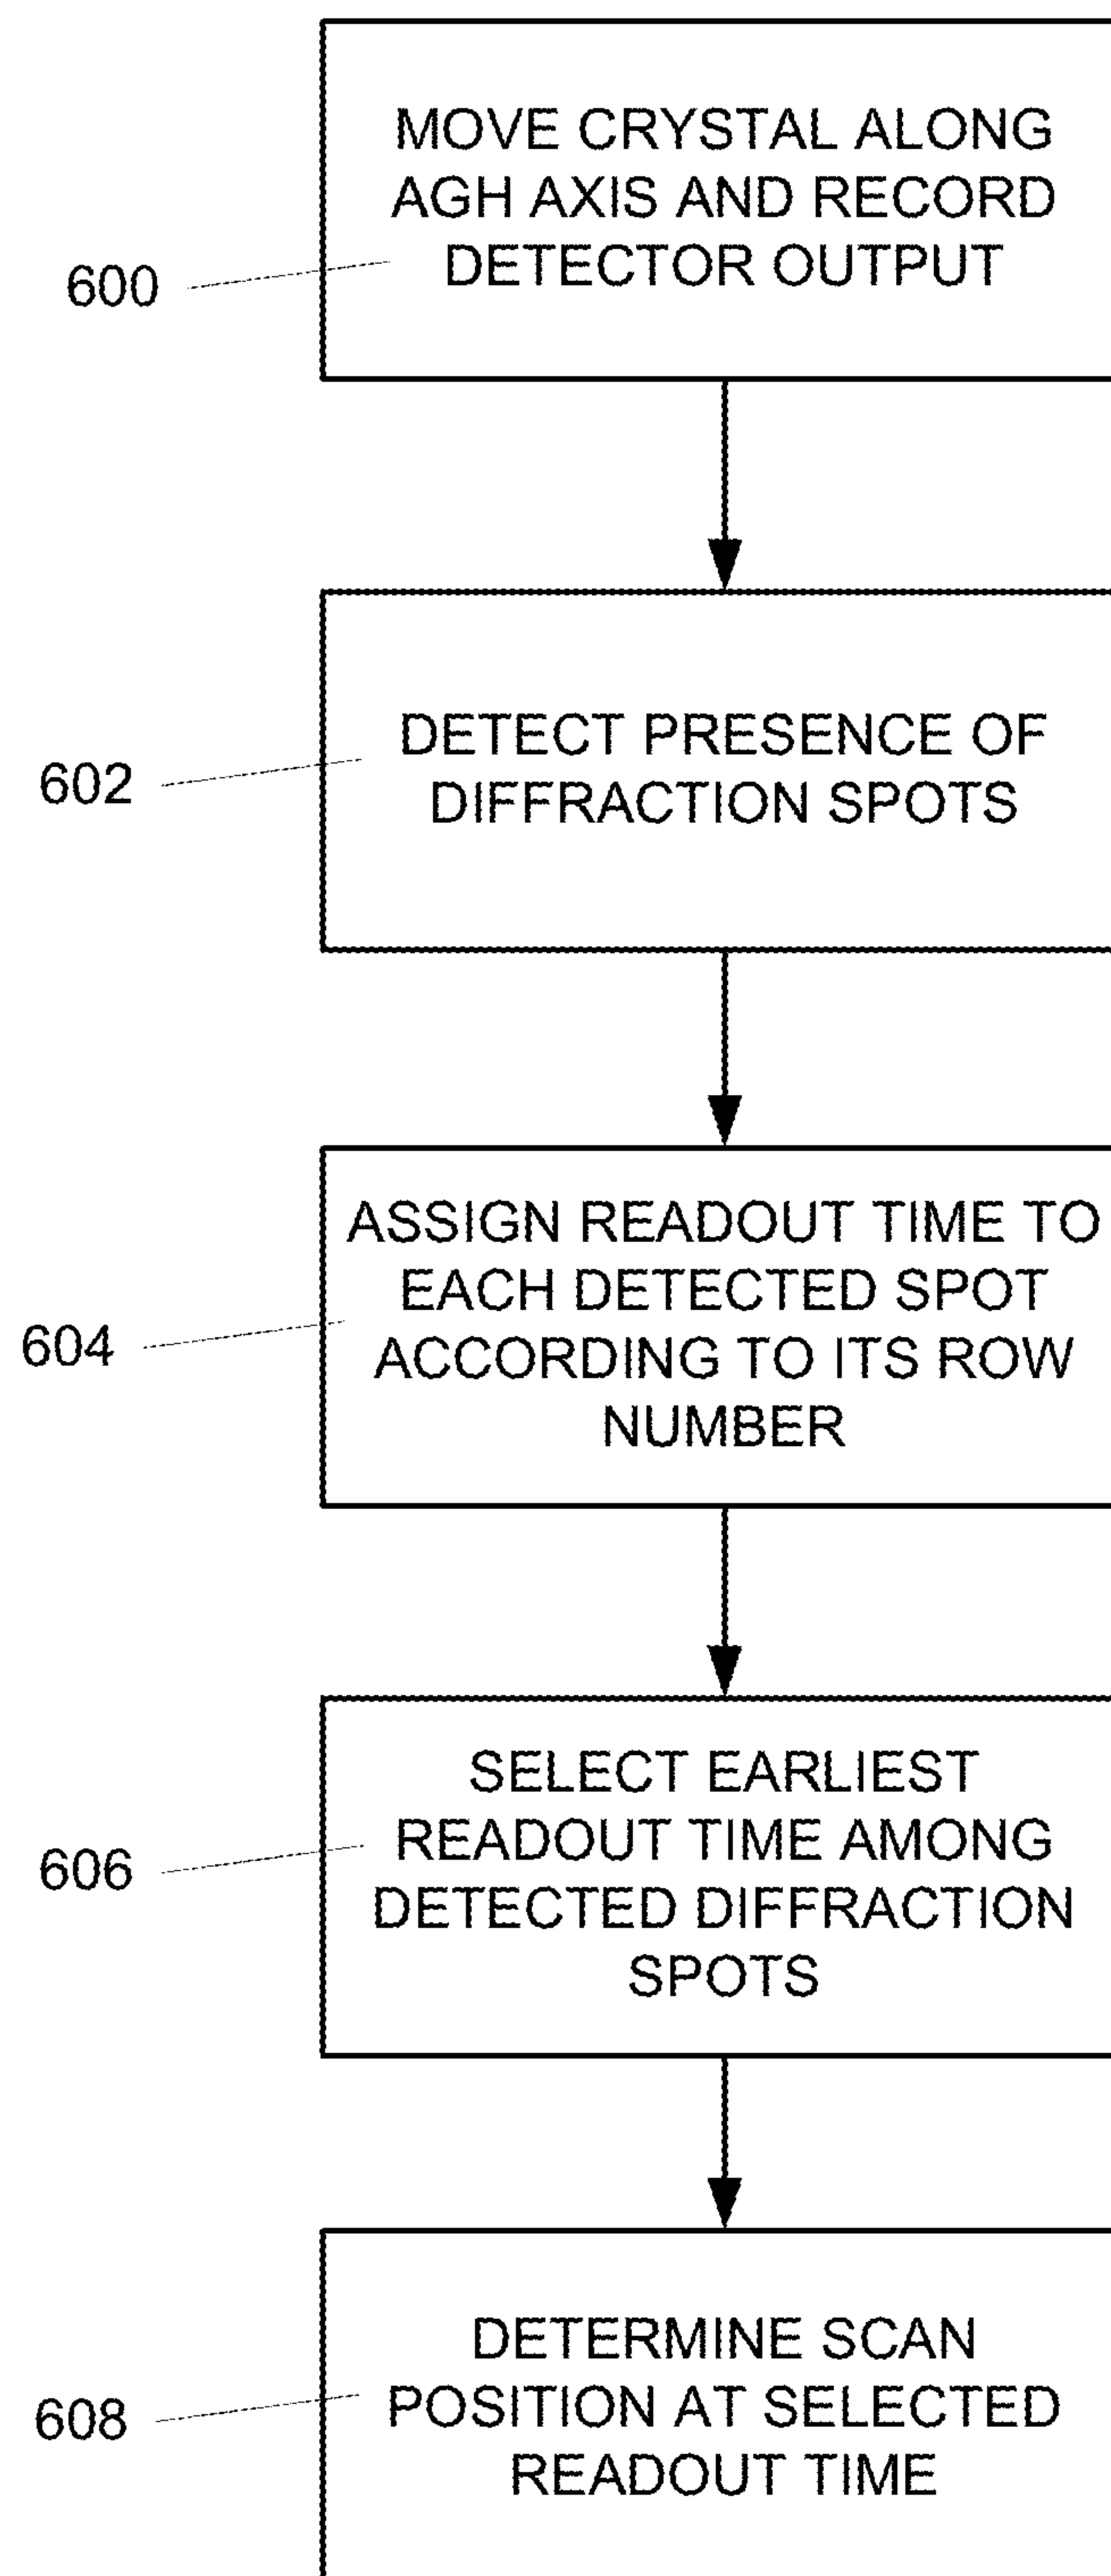 MOVE CRYSTAL ALONG
AGH AXIS AND RECORD
DETECTOR OUTPUT
600
DETECT PRESENCE OF
DIFFRACTION SPOTS
602
ASSIGN READOUT TIME TO
EACH DETECTED SPOT
ACCORDING TO ITS ROW
NUMBER
604
SELECT EARLIEST
READOUT TIME AMONG
DETECTED DIFFRACTION
SPOTS
606
DETERMINE SCAN
POSITION AT SELECTED
READOUT TIME
608